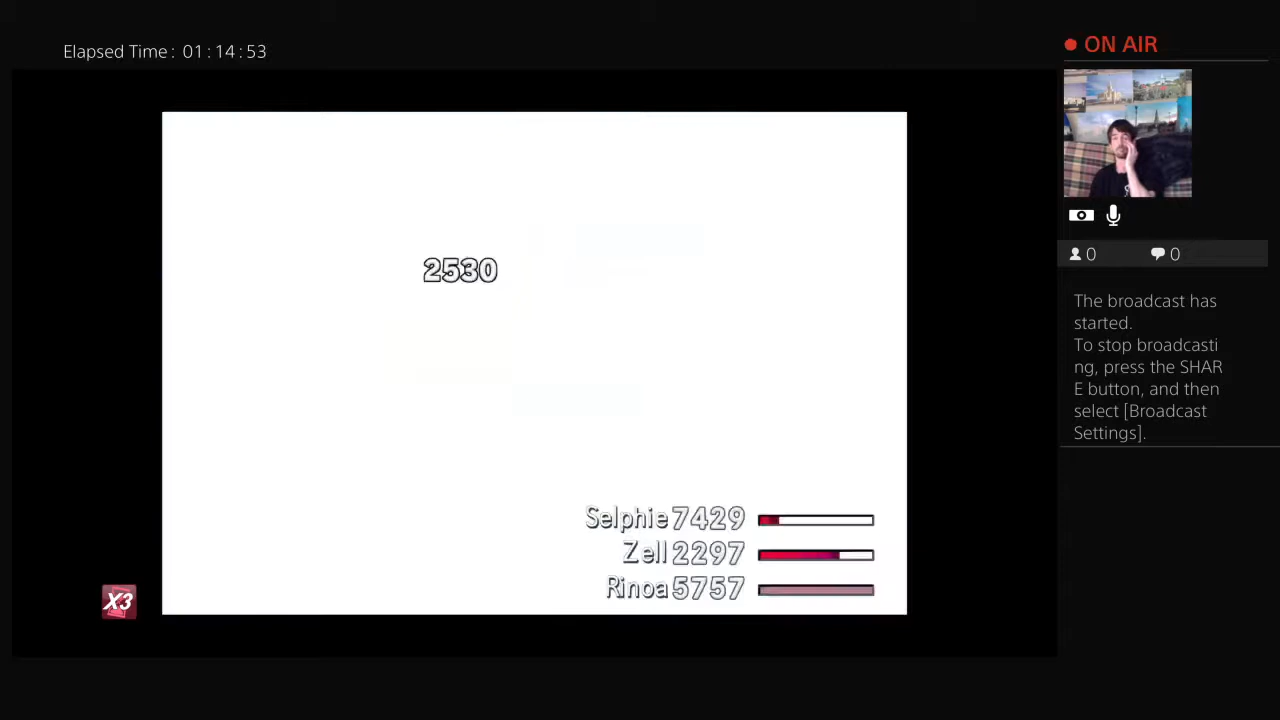 Elapsed Time: 01:14:53
ON AIR
2530
0
0
The broadcast has
started.
To stop broadcasti
ng, press the SHAR
E button, and then
select [Broadcast
Settings].
Selphie 7429
Zell 2297
Rinoa 5757
X3